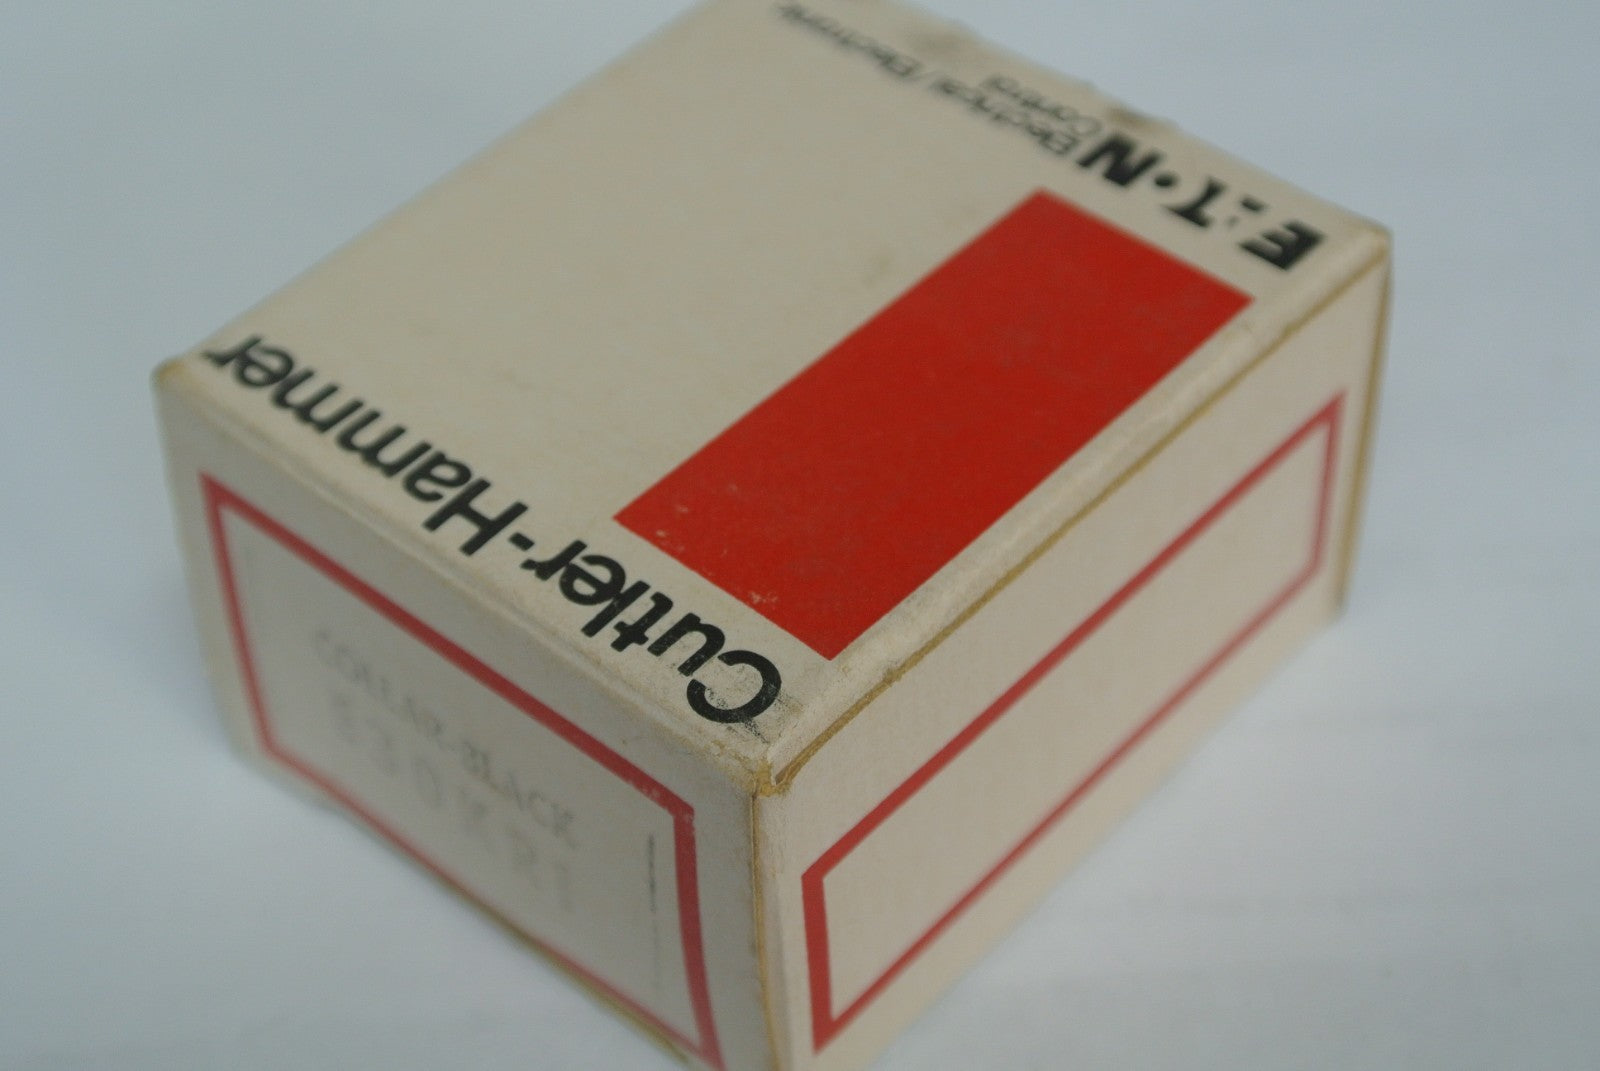 Cutler-Hammer
E·T·N
Electrical / Electronic
Control
COLLAR-BLACK